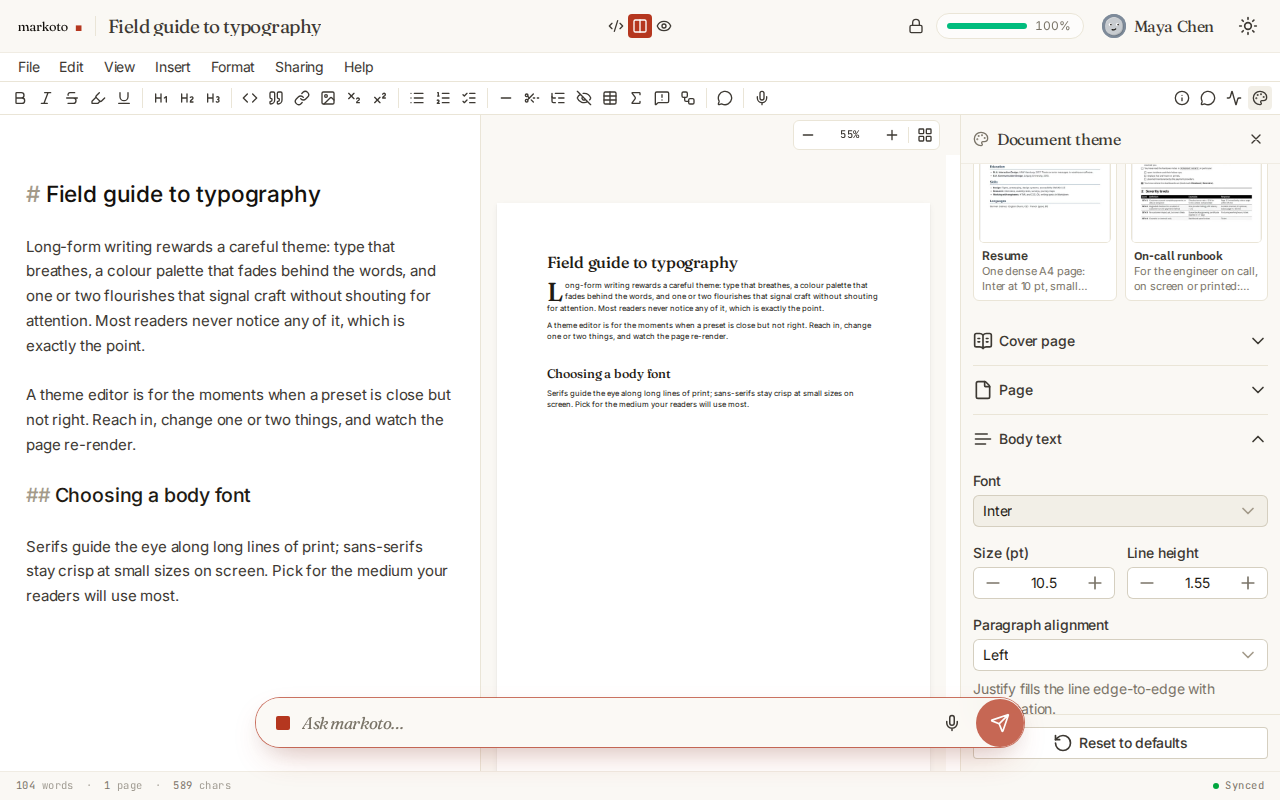 markoto
Field guide to typography
100%
Maya Chen
File Edit View Insert Format Sharing Help
H1 H2 H3
55%
Document theme
# Field guide to typography
Long-form writing rewards a careful theme: type that
breathes, a colour palette that fades behind the words, and
one or two flourishes that signal craft without shouting for
attention. Most readers never notice any of it, which is
exactly the point.
A theme editor is for the moments when a preset is close but
not right. Reach in, change one or two things, and watch the
page re-render.
## Choosing a body font
Serifs guide the eye along long lines of print; sans-serifs
stay crisp at small sizes on screen. Pick for the medium your
readers will use most.
Field guide to typography
Long-form writing rewards a careful theme: type that breathes, a colour palette that
fades behind the words, and one or two flourishes that signal craft without shouting
for attention. Most readers never notice any of it, which is exactly the point.
A theme editor is for the moments when a preset is close but not right. Reach in, change
one or two things, and watch the page re-render.
Choosing a body font
Serifs guide the eye along long lines of print; sans-serifs stay crisp at small sizes on
screen. Pick for the medium your readers will use most.
Resume
One dense A4 page:
Inter at 10 pt, small...
On-call runbook
For the engineer on call,
on screen or printed:...
Cover page
Page
Body text
Font
Inter
Size (pt)
Line height
10.5
1.55
Paragraph alignment
Left
Justify fills the line edge-to-edge with
Reset to defaults
Ask markoto...
104 words · 1 page · 589 chars
Synced